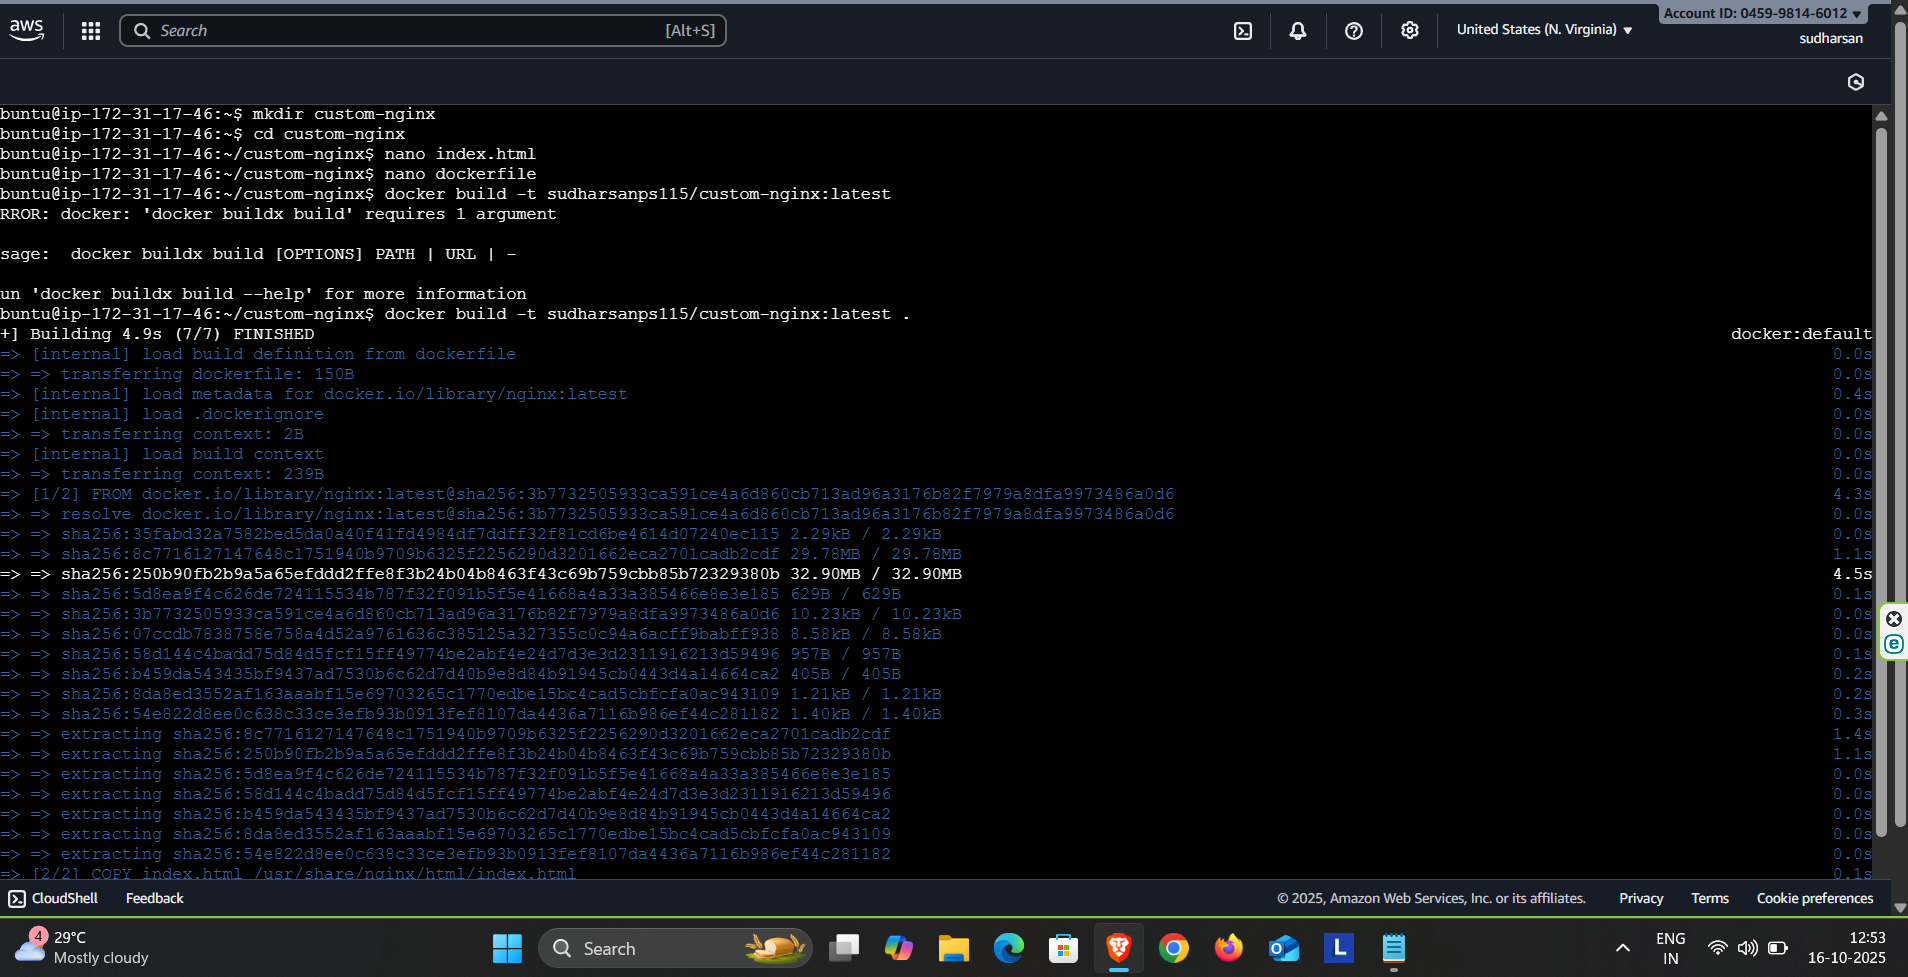 aws
Search [Alt+S]
United States (N. Virginia) ▼
Account ID: 0459-9814-6012 ▼
sudharsan
buntu@ip-172-31-17-46:~$ mkdir custom-nginx
buntu@ip-172-31-17-46:~$ cd custom-nginx
buntu@ip-172-31-17-46:~/custom-nginx$ nano index.html
buntu@ip-172-31-17-46:~/custom-nginx$ nano dockerfile
buntu@ip-172-31-17-46:~/custom-nginx$ docker build -t sudharsanps115/custom-nginx:latest
RROR: docker: 'docker buildx build' requires 1 argument
sage:  docker buildx build [OPTIONS] PATH | URL | -
un 'docker buildx build --help' for more information
buntu@ip-172-31-17-46:~/custom-nginx$ docker build -t sudharsanps115/custom-nginx:latest .
+] Building 4.9s (7/7) FINISHED docker:default
=> [internal] load build definition from dockerfile 0.0s
=> => transferring dockerfile: 150B 0.0s
=> [internal] load metadata for docker.io/library/nginx:latest 0.4s
=> [internal] load .dockerignore 0.0s
=> => transferring context: 2B 0.0s
=> [internal] load build context 0.0s
=> => transferring context: 239B 0.0s
=> [1/2] FROM docker.io/library/nginx:latest@sha256:3b7732505933ca591ce4a6d860cb713ad96a3176b82f7979a8dfa9973486a0d6 4.3s
=> => resolve docker.io/library/nginx:latest@sha256:3b7732505933ca591ce4a6d860cb713ad96a3176b82f7979a8dfa9973486a0d6 0.0s
=> => sha256:35fabd32a7582bed5da0a40f41fd4984df7ddff32f81cd6be4614d07240ec115 2.29kB / 2.29kB 0.0s
=> => sha256:8c7716127147648c1751940b9709b6325f2256290d3201662eca2701cadb2cdf 29.78MB / 29.78MB 1.1s
=> => sha256:250b90fb2b9a5a65efddd2ffe8f3b24b04b8463f43c69b759cbb85b72329380b 32.90MB / 32.90MB 4.5s
=> => sha256:5d8ea9f4c626de724115534b787f32f091b5f5e41668a4a33a385466e8e3e185 629B / 629B 0.1s
=> => sha256:3b7732505933ca591ce4a6d860cb713ad96a3176b82f7979a8dfa9973486a0d6 10.23kB / 10.23kB 0.0s
=> => sha256:07ccdb7838758e758a4d52a9761636c385125a327355c0c94a6acff9babff938 8.58kB / 8.58kB 0.0s
=> => sha256:58d144c4badd75d84d5fcf15ff49774be2abf4e24d7d3e3d2311916213d59496 957B / 957B 0.1s
=> => sha256:b459da543435bf9437ad7530b6c62d7d40b9e8d84b91945cb0443d4a14664ca2 405B / 405B 0.2s
=> => sha256:8da8ed3552af163aaabf15e69703265c1770edbe15bc4cad5cbfcfa0ac943109 1.21kB / 1.21kB 0.2s
=> => sha256:54e822d8ee0c638c33ce3efb93b0913fef8107da4436a7116b986ef44c281182 1.40kB / 1.40kB 0.3s
=> => extracting sha256:8c7716127147648c1751940b9709b6325f2256290d3201662eca2701cadb2cdf 1.4s
=> => extracting sha256:250b90fb2b9a5a65efddd2ffe8f3b24b04b8463f43c69b759cbb85b72329380b 1.1s
=> => extracting sha256:5d8ea9f4c626de724115534b787f32f091b5f5e41668a4a33a385466e8e3e185 0.0s
=> => extracting sha256:58d144c4badd75d84d5fcf15ff49774be2abf4e24d7d3e3d2311916213d59496 0.0s
=> => extracting sha256:b459da543435bf9437ad7530b6c62d7d40b9e8d84b91945cb0443d4a14664ca2 0.0s
=> => extracting sha256:8da8ed3552af163aaabf15e69703265c1770edbe15bc4cad5cbfcfa0ac943109 0.0s
=> => extracting sha256:54e822d8ee0c638c33ce3efb93b0913fef8107da4436a7116b986ef44c281182 0.0s
=> [2/2] COPY index.html /usr/share/nginx/html/index.html 0.1s
CloudShell Feedback © 2025, Amazon Web Services, Inc. or its affiliates. Privacy Terms Cookie preferences
4
29°C
Mostly cloudy
Search
L
ENG
IN
12:53
16-10-2025